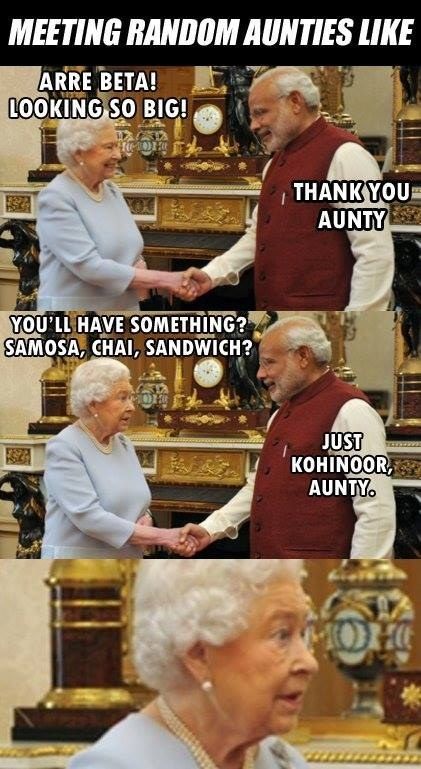 MEETING RANDOM AUNTIES LIKE
ARRE BETA!
LOOKING SO BIG!
THANK YOU
AUNTY
YOU'LL HAVE SOMETHING?
SAMOSA, CHAI, SANDWICH?
JUST
KOHINOOR,
AUNTY.